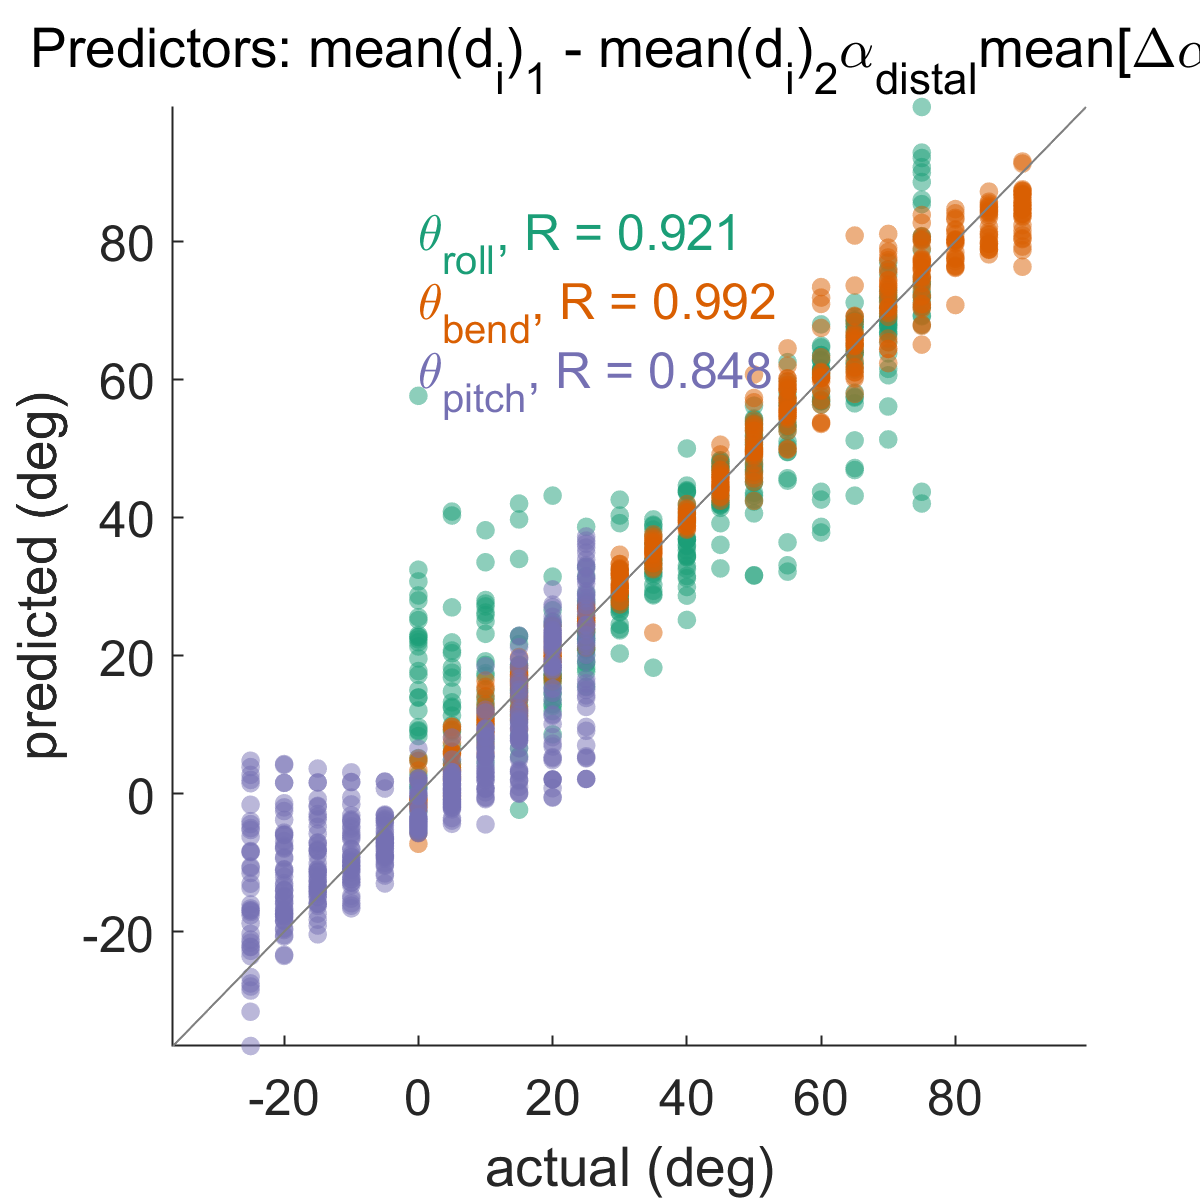 Predictors: mean(d_i)_1 - mean(d_i)_2 α_distal mean[Δα
θ_roll, R = 0.921
θ_bend, R = 0.992
θ_pitch, R = 0.848
predicted (deg)
80
60
40
20
0
-20
-20 0 20 40 60 80
actual (deg)